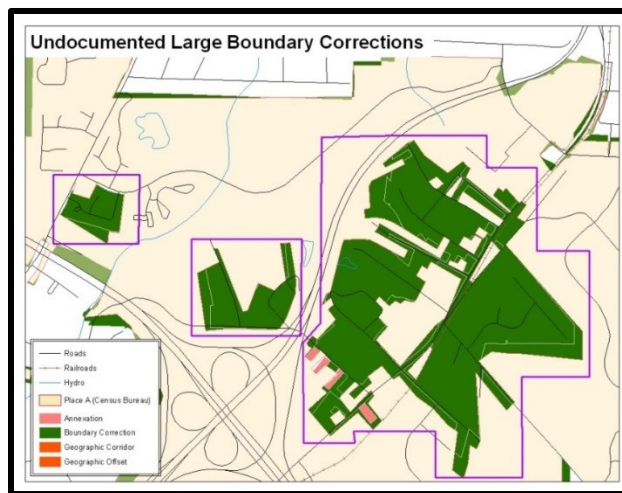 Undocumented Large Boundary Corrections
Roads
Railroads
Hydro
Place A (Census Bureau)
Annexation
Boundary Correction
Geographic Corridor
Geographic Offset